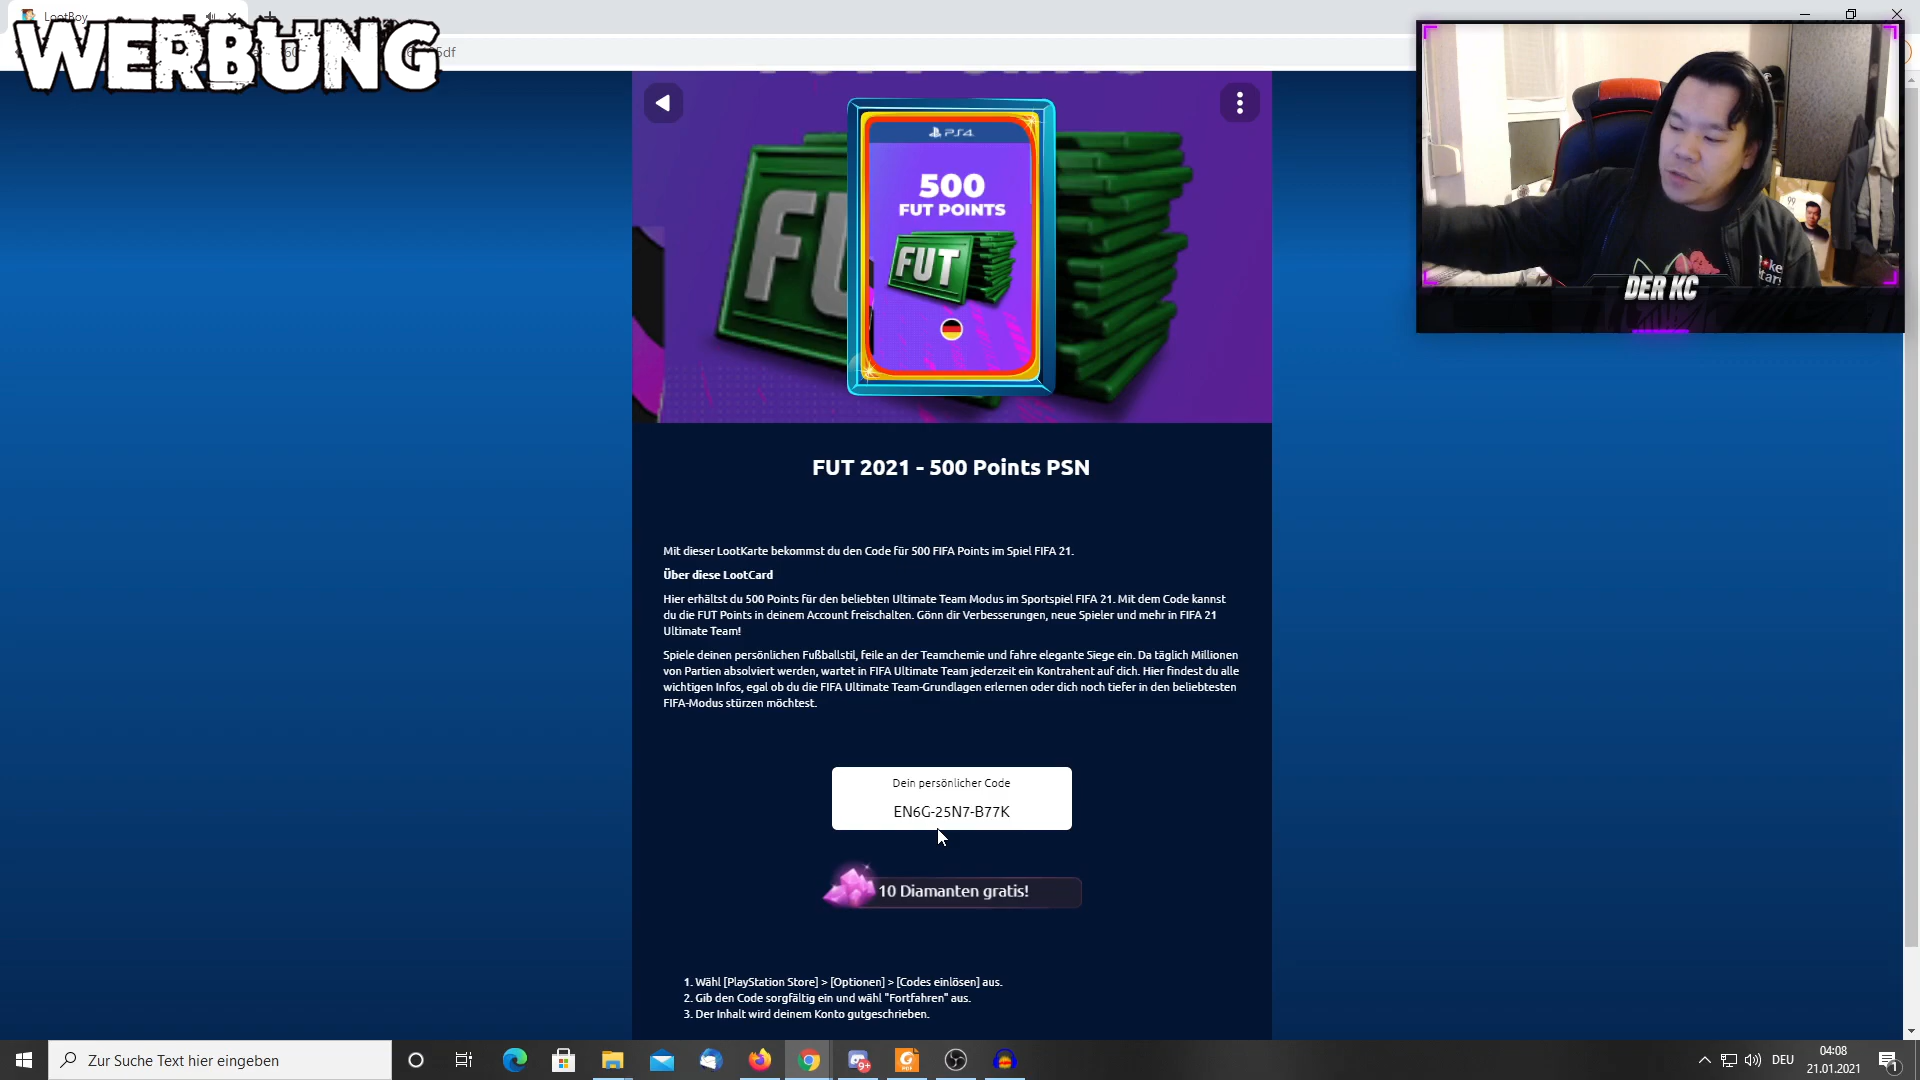 LootBoy
WERBUNG
5df
PS4
500
FUT POINTS
FUT
FUT 2021 - 500 Points PSN
Mit dieser LootKarte bekommst du den Code für 500 FIFA Points im Spiel FIFA 21.
Über diese LootCard
Hier erhältst du 500 Points für den beliebten Ultimate Team Modus im Sportspiel FIFA 21. Mit dem Code kannst
du die FUT Points in deinem Account freischalten. Gönn dir Verbesserungen, neue Spieler und mehr in FIFA 21
Ultimate Team!
Spiele deinen persönlichen Fußballstil, feile an der Teamchemie und fahre elegante Siege ein. Da täglich Millionen
von Partien absolviert werden, wartet in FIFA Ultimate Team jederzeit ein Kontrahent auf dich. Hier findest du alle
wichtigen Infos, egal ob du die FIFA Ultimate Team-Grundlagen erlernen oder dich noch tiefer in den beliebtesten
FIFA-Modus stürzen möchtest.
Dein persönlicher Code
EN6G-25N7-B77K
10 Diamanten gratis!
1. Wähl [PlayStation Store] > [Optionen] > [Codes einlösen] aus.
2. Gib den Code sorgfältig ein und wähl "Fortfahren" aus.
3. Der Inhalt wird deinem Konto gutgeschrieben.
99
DER KC
Zur Suche Text hier eingeben
9+
DEU
04:08
21.01.2021
1